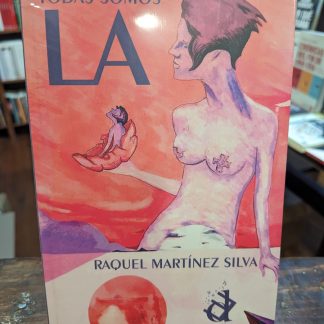 TODAS SOMOS
LA
RAQUEL MARTÍNEZ SILVA